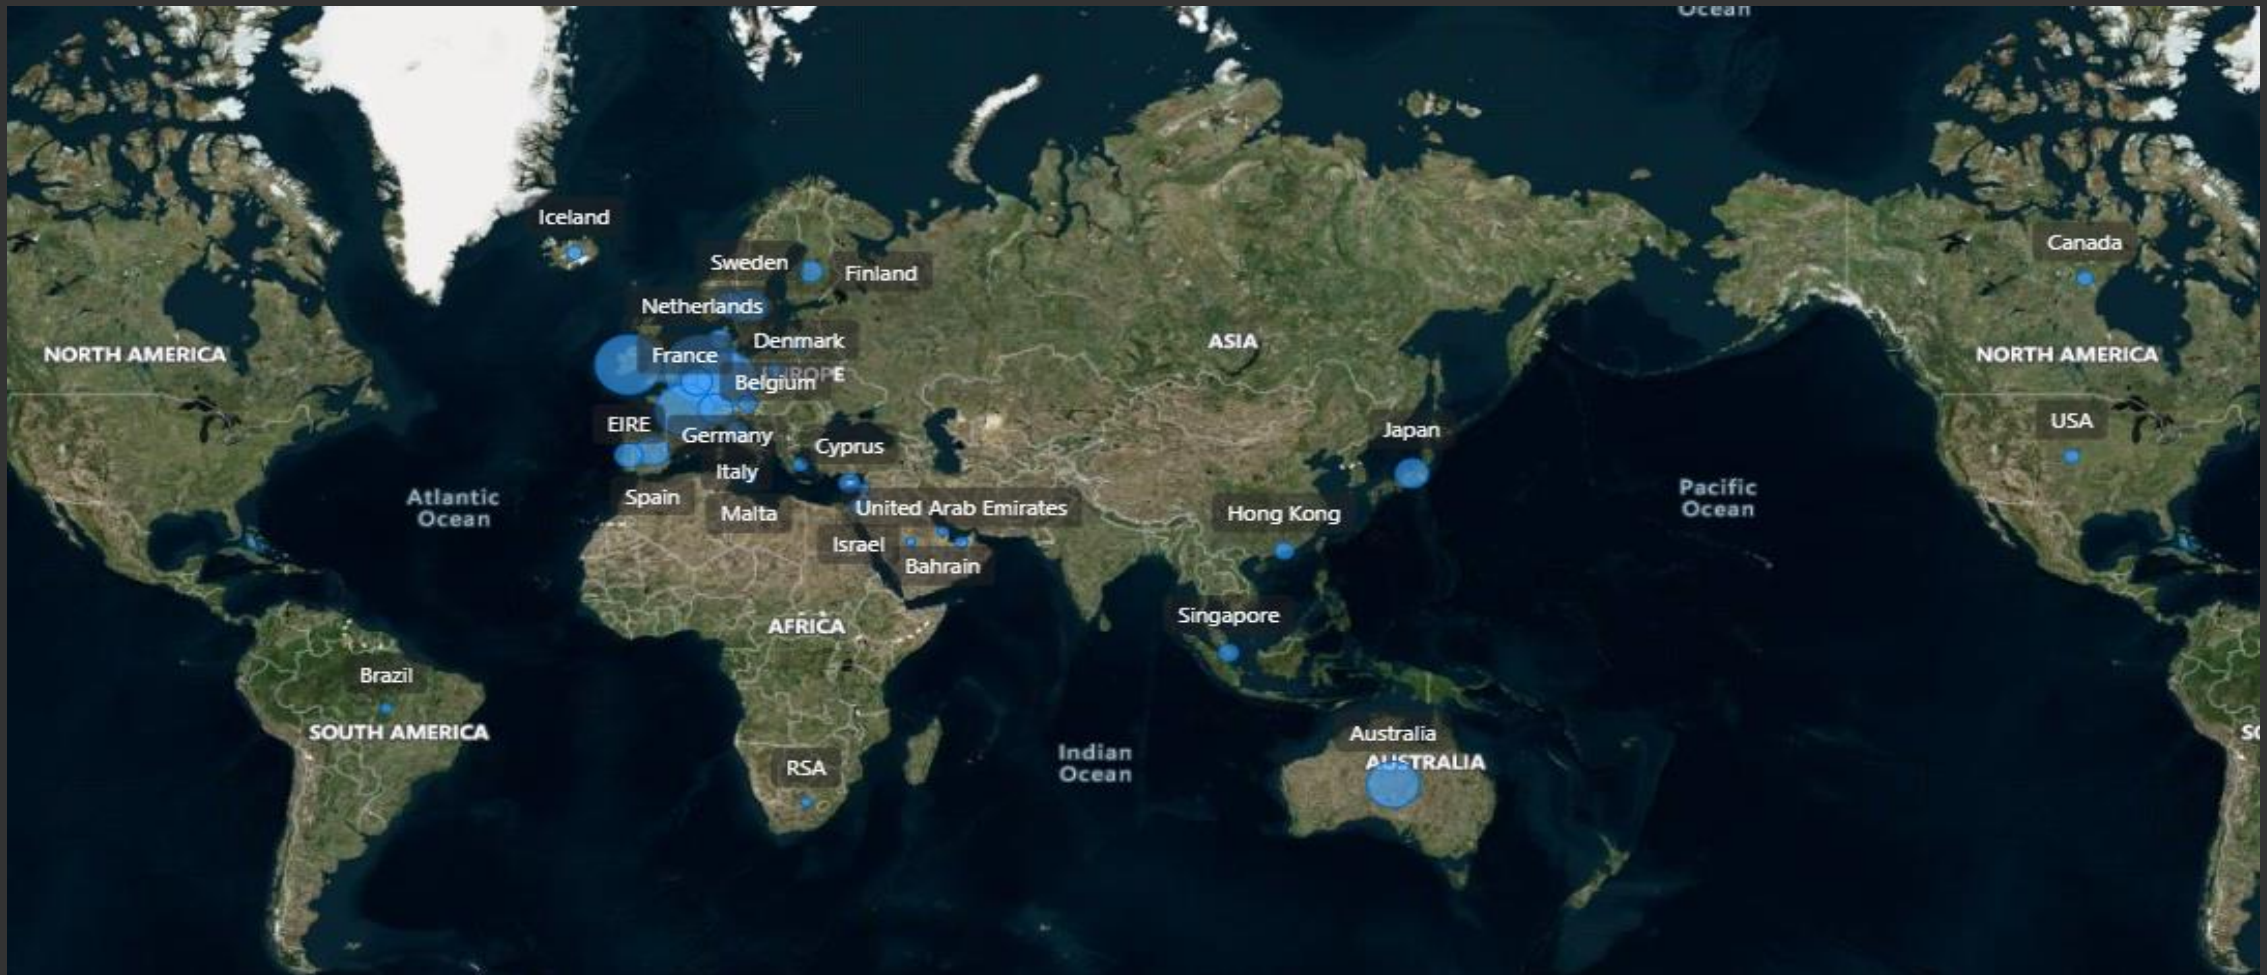 Ocean
Iceland
Canada
Sweden
Finland
Netherlands
Denmark
NORTH AMERICA
France
ASIA
NORTH AMERICA
EUROPE
Belgium
EIRE
Germany
Cyprus
Japan
USA
Italy
Atlantic
Ocean
Spain
Malta
United Arab Emirates
Hong Kong
Pacific
Ocean
Israel
Bahrain
Singapore
AFRICA
Brazil
SOUTH AMERICA
Australia
AUSTRALIA
RSA
Indian
Ocean